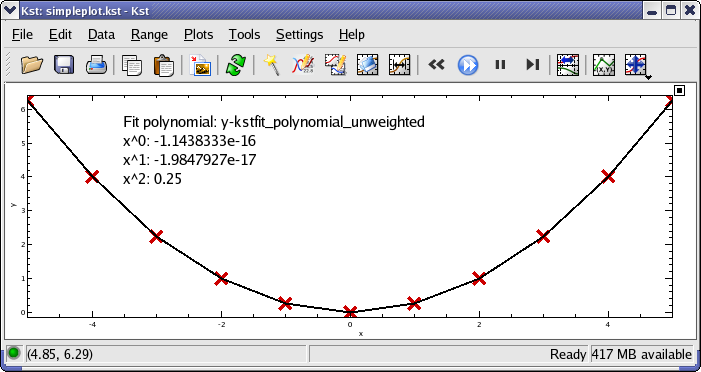 Kst: simpleplot.kst - Kst
File Edit Data Range Plots Tools Settings Help
Fit polynomial: y-kstfit_polynomial_unweighted
x^0: -1.1438333e-16
x^1: -1.9847927e-17
x^2: 0.25
6
5
4
3
2
1
0
y
-4 -2 0 2 4
x
(4.85, 6.29) Ready 417 MB available